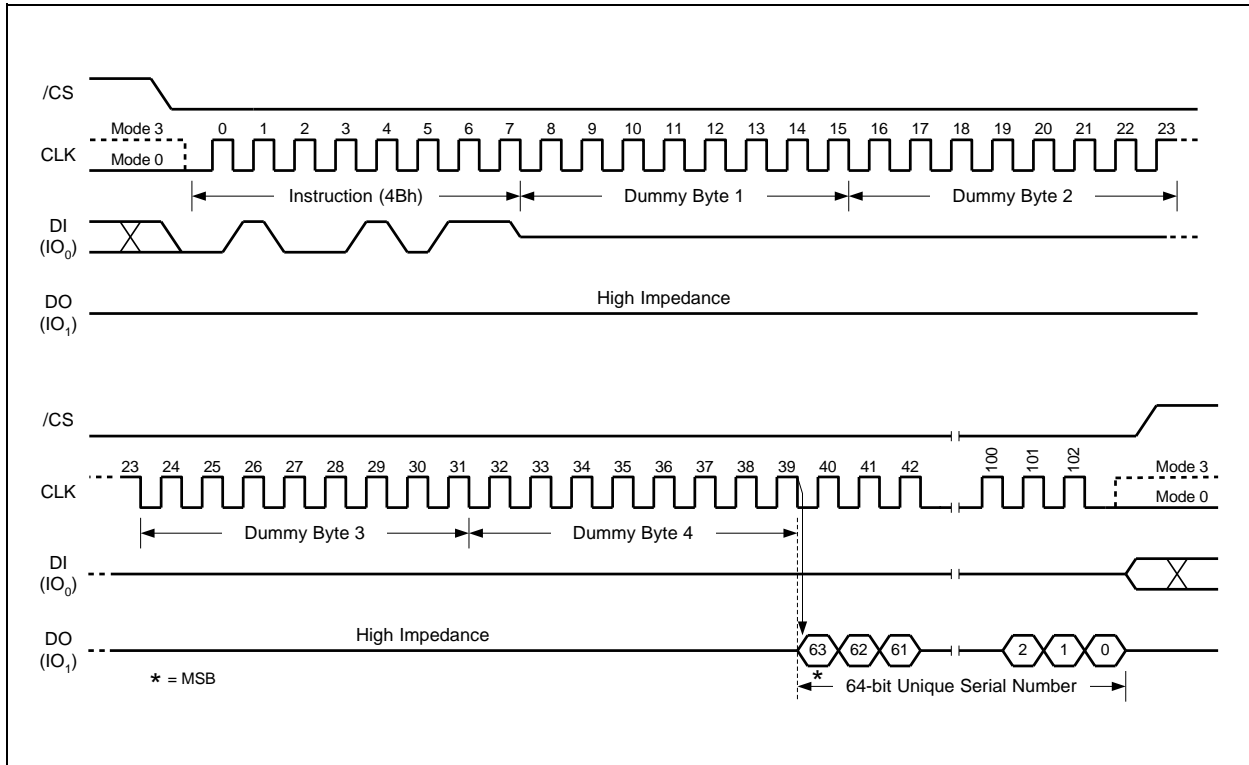 /CS
Mode 3 0 1 2 3 4 5 6 7 8 9 10 11 12 13 14 15 16 17 18 19 20 21 22 23
CLK
Mode 0
Instruction (4Bh) Dummy Byte 1 Dummy Byte 2
DI
(IO0)
High Impedance
DO
(IO1)
/CS
23 24 25 26 27 28 29 30 31 32 33 34 35 36 37 38 39 40 41 42 100 101 102 Mode 3
CLK
Mode 0
Dummy Byte 3 Dummy Byte 4
DI
(IO0)
High Impedance
DO
(IO1)
63 62 61 2 1 0
* = MSB
* 64-bit Unique Serial Number